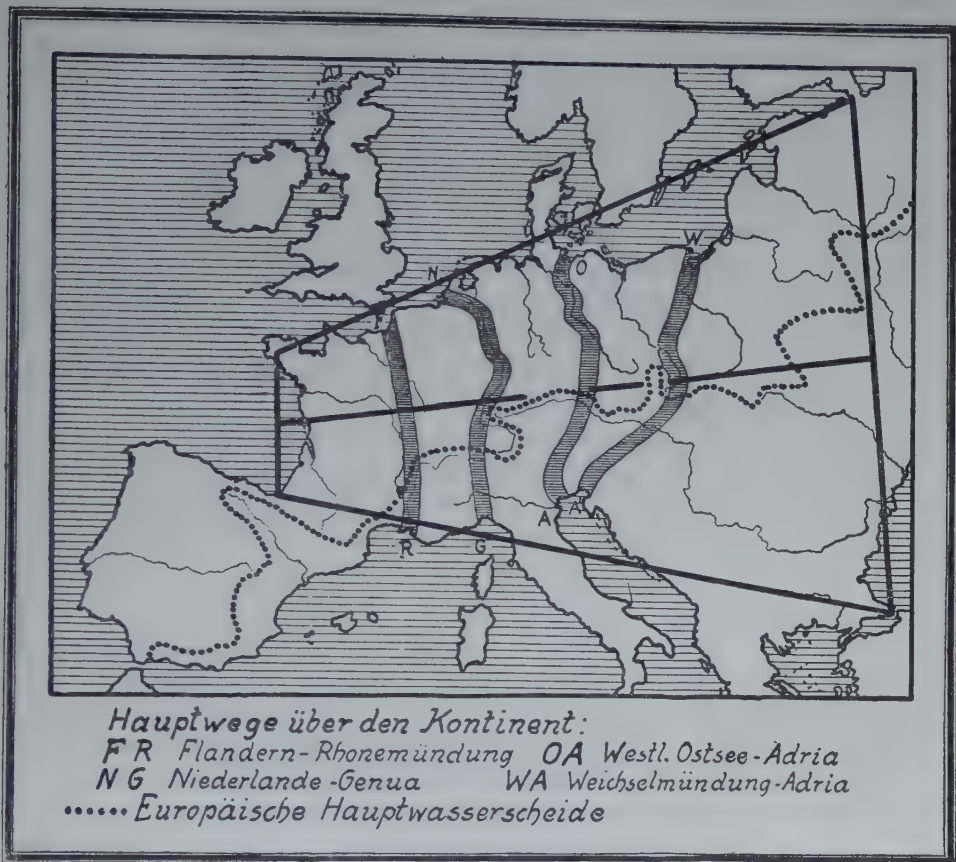 N
W
O
F
A
A
R
G
Hauptwege über den Kontinent:
F R Flandern-Rhonemündung OA Westl. Ostsee-Adria
N G Niederlande-Genua WA Weichselmündung-Adria
Europäische Hauptwasserscheide